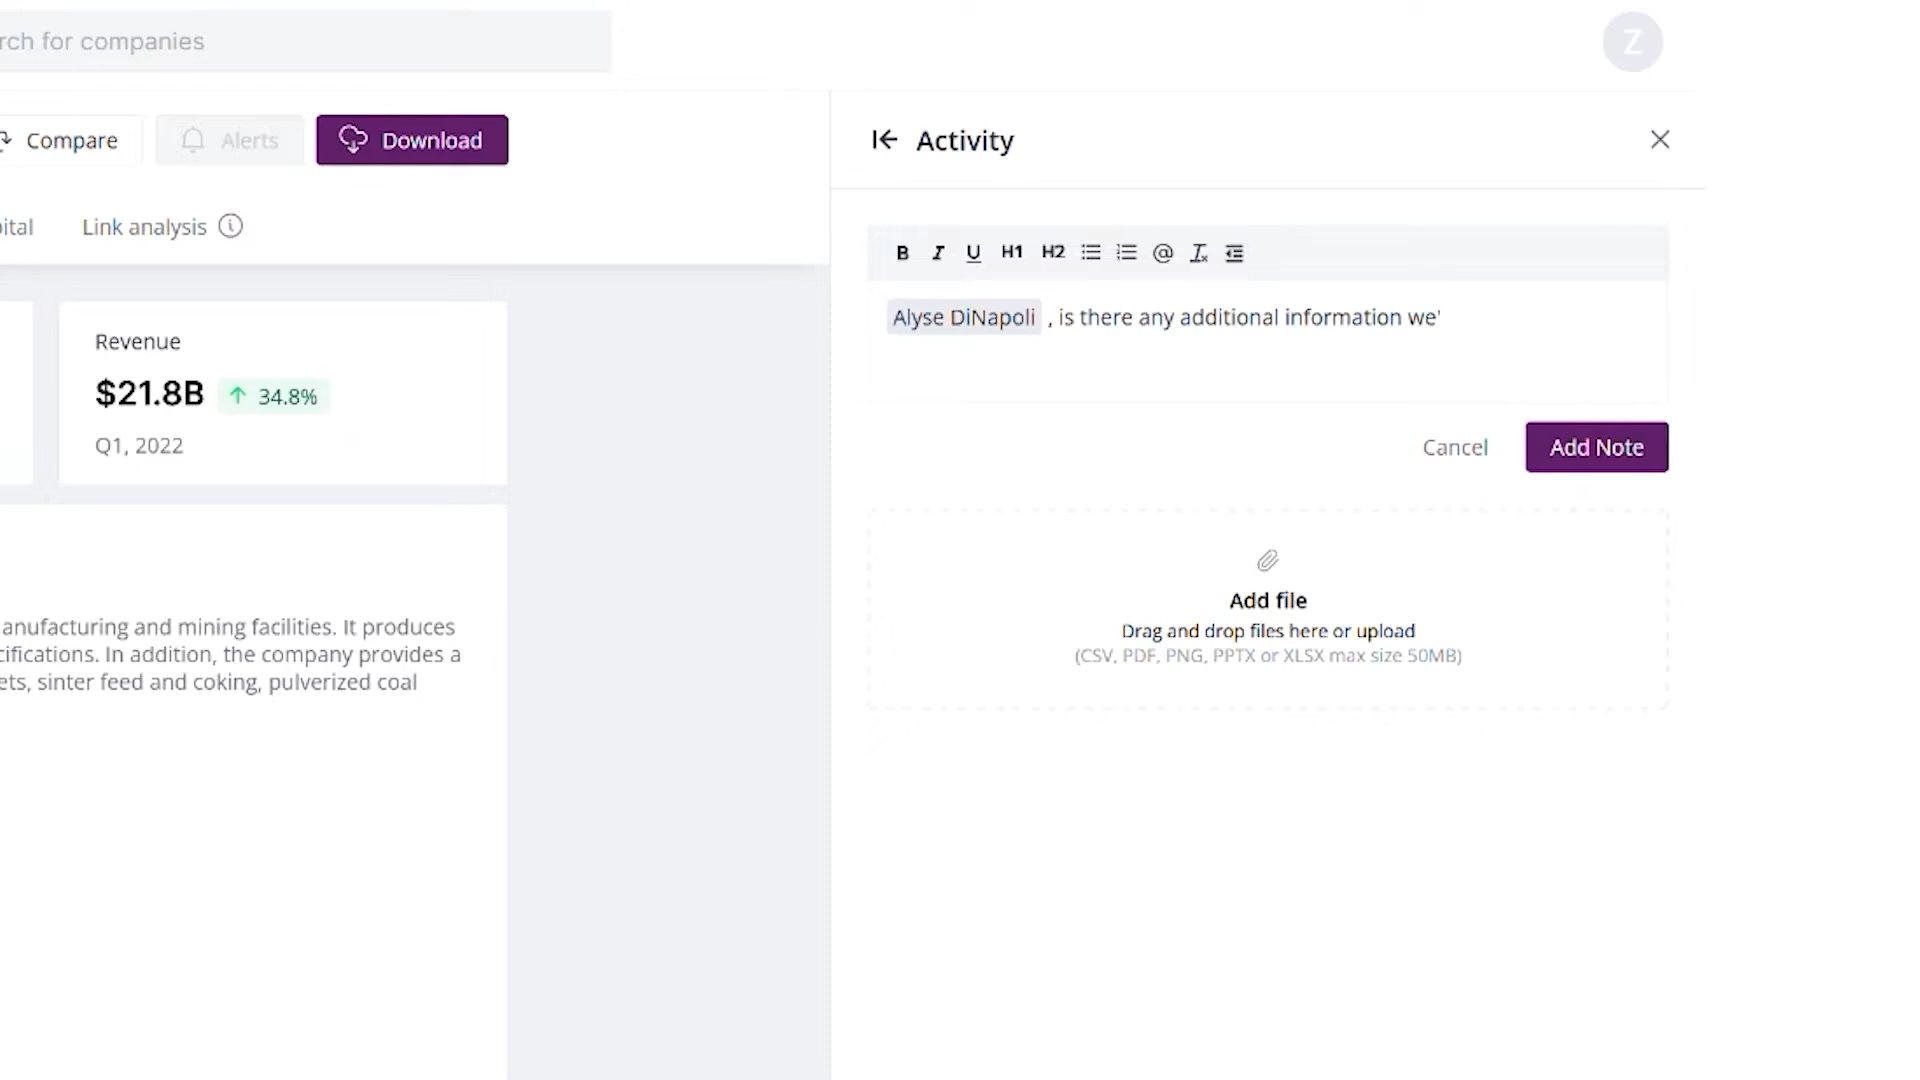 rch for companies
Z
Compare
Alerts
Download
Activity
ital
Link analysis
B I U H1 H2 @
Alyse DiNapoli , is there any additional information we'
Revenue
$21.8B
34.8%
Q1, 2022
Cancel
Add Note
Add file
Drag and drop files here or upload
(CSV, PDF, PNG, PPTX or XLSX max size 50MB)
anufacturing and mining facilities. It produces
cifications. In addition, the company provides a
ets, sinter feed and coking, pulverized coal